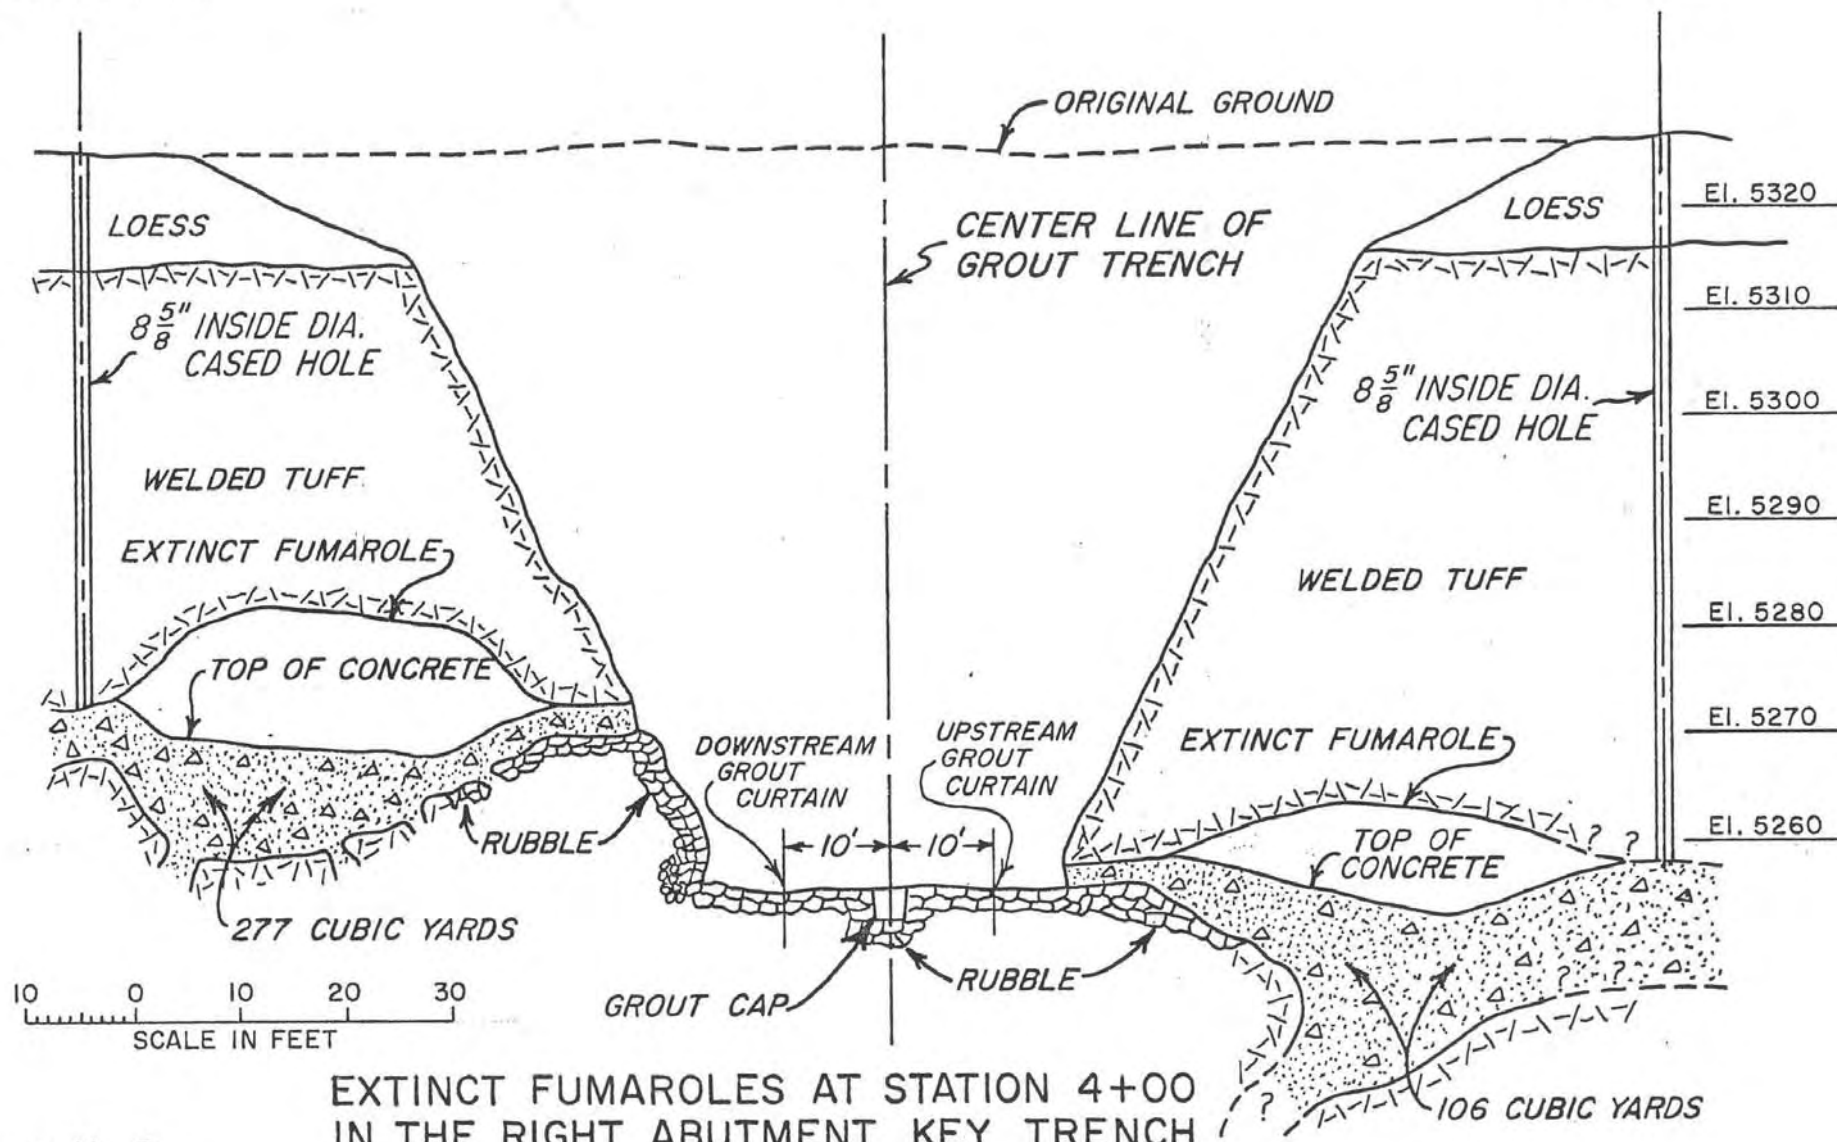 ORIGINAL GROUND
LOESS
CENTER LINE OF
GROUT TRENCH
LOESS
El. 5320
8 5/8" INSIDE DIA.
CASED HOLE
El. 5310
8 5/8" INSIDE DIA.
CASED HOLE
El. 5300
WELDED TUFF
El. 5290
EXTINCT FUMAROLE
WELDED TUFF
El. 5280
TOP OF CONCRETE
El. 5270
DOWNSTREAM
GROUT
CURTAIN
UPSTREAM
GROUT
CURTAIN
EXTINCT FUMAROLE
RUBBLE
10' 10'
TOP OF
CONCRETE
? ?
El. 5260
277 CUBIC YARDS
GROUT CAP
RUBBLE
? ?
10 0 10 20 30
SCALE IN FEET
EXTINCT FUMAROLES AT STATION 4+00
IN THE RIGHT ABUTMENT KEY TRENCH
?
106 CUBIC YARDS